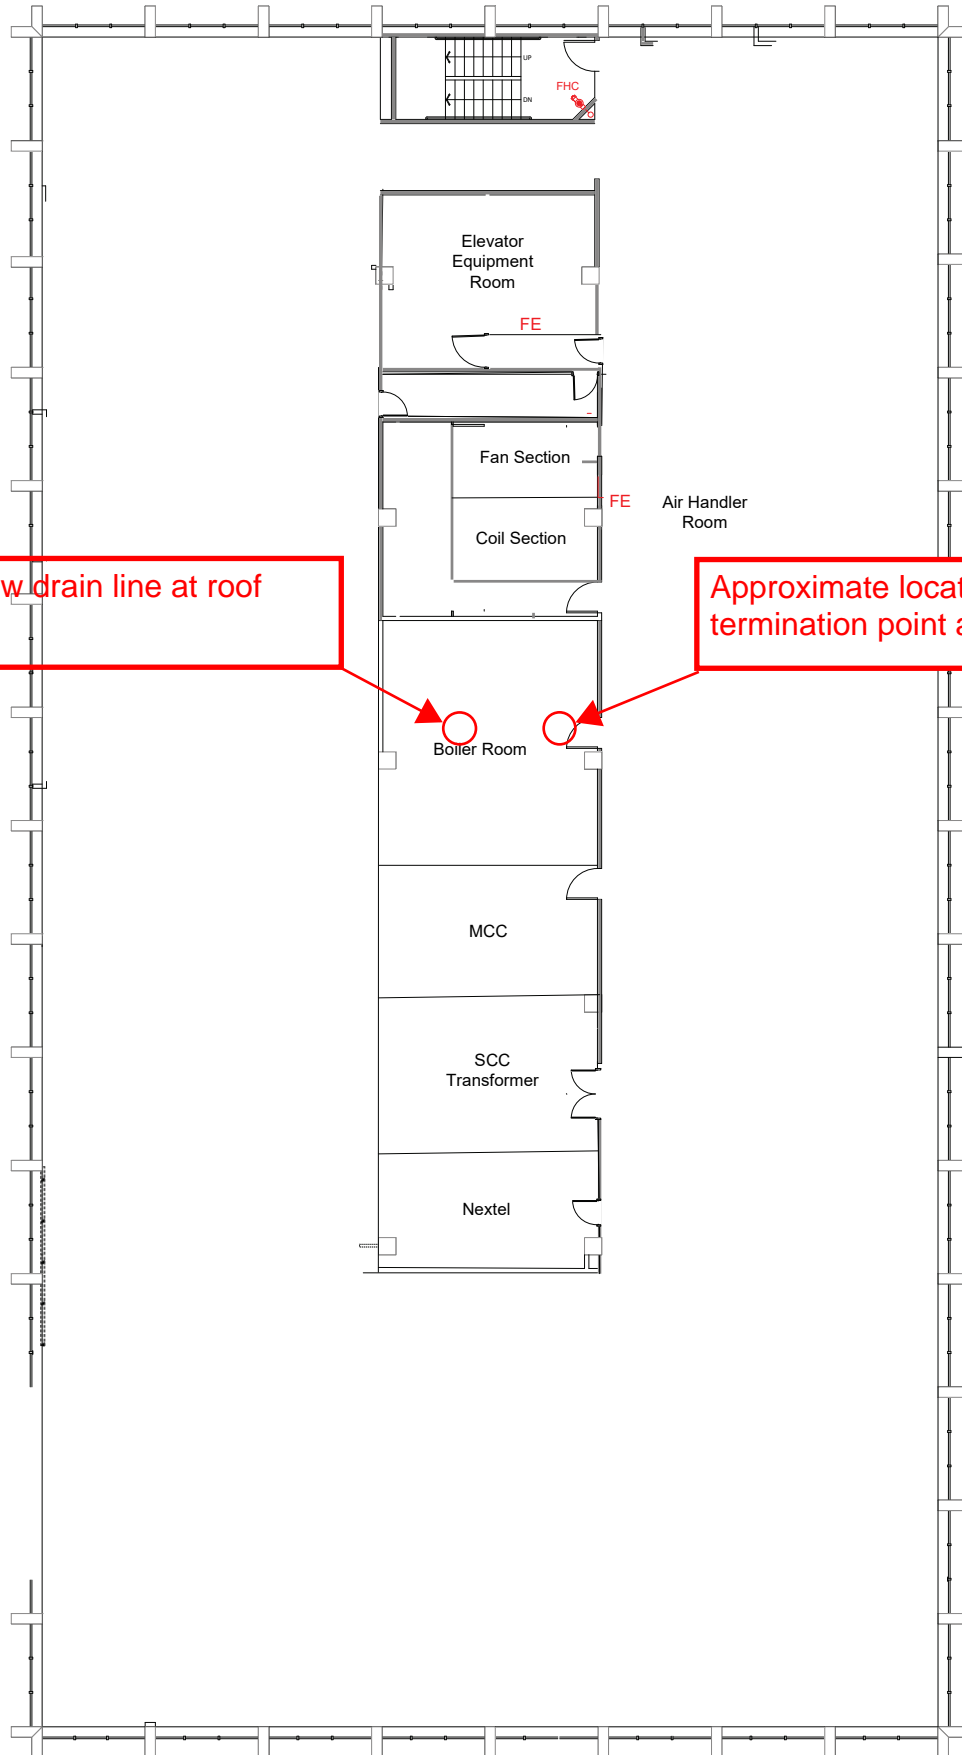 UP
DN
FHC
Elevator
Equipment
Room
FE
Fan Section
FE
Air Handler
Room
Coil Section
w drain line at roof
Approximate locat
termination point a
Boiler Room
MCC
SCC
Transformer
Nextel